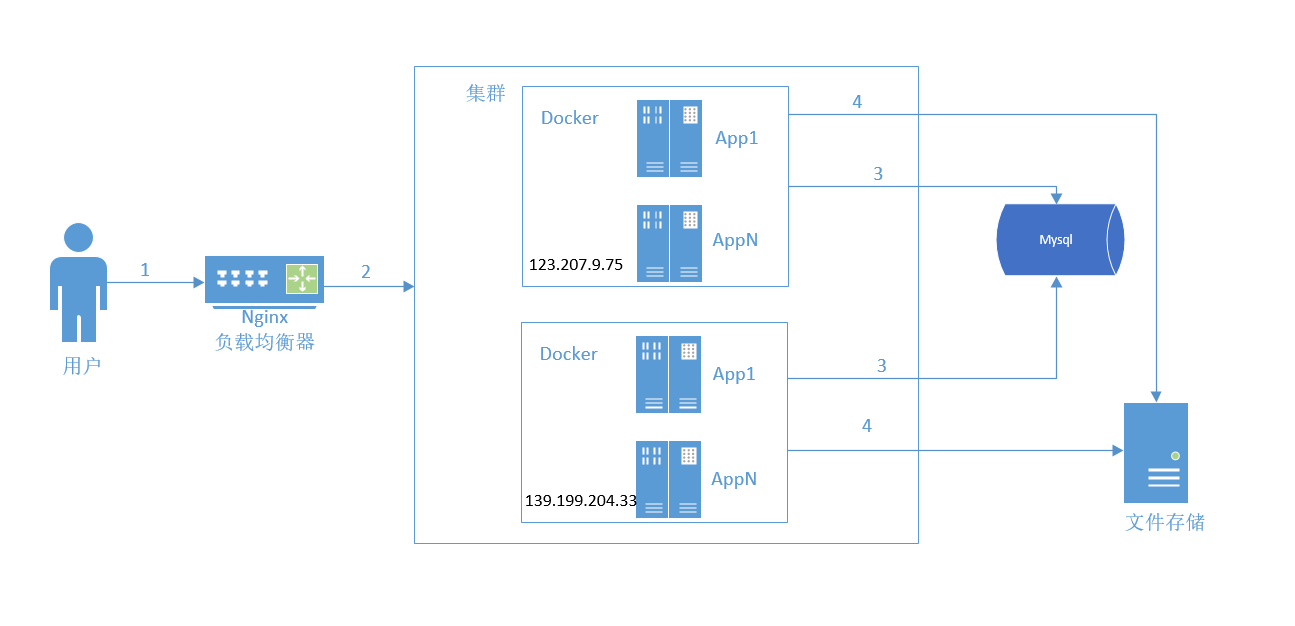 集群
Docker
App1
AppN
123.207.9.75
4
3
Mysql
1
2
Nginx
负载均衡器
用户
Docker
App1
AppN
139.199.204.33
3
4
文件存储